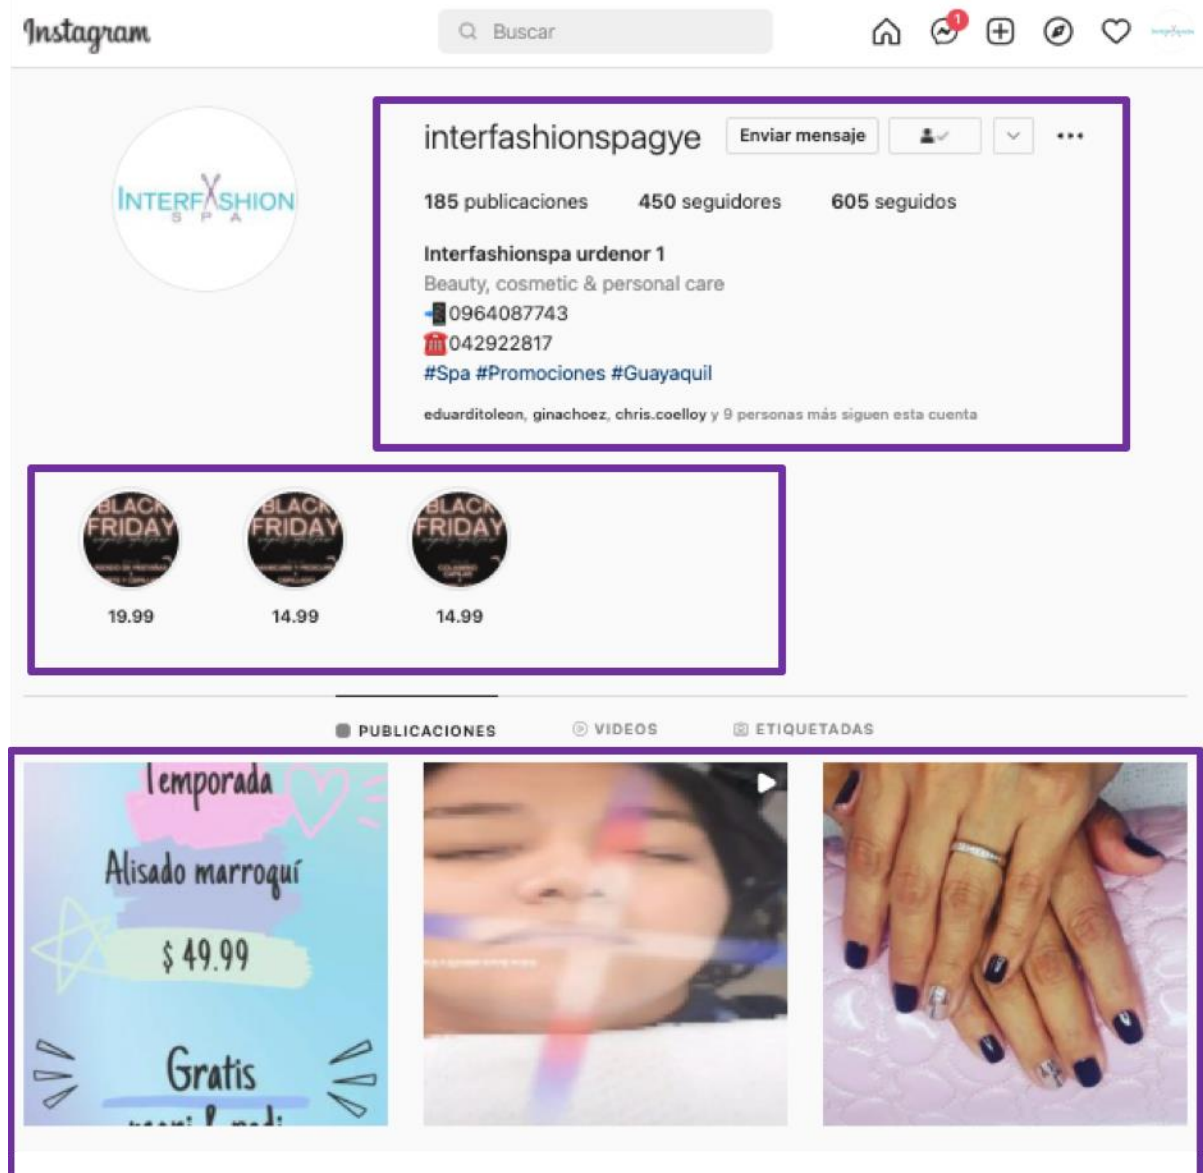 Instagram
Buscar
1
INTERFASHION
SPA
interfashionspagye Enviar mensaje
185 publicaciones 450 seguidores 605 seguidos
Interfashionspa urdenor 1
Beauty, cosmetic & personal care
0964087743
042922817
#Spa #Promociones #Guayaquil
eduarditoleon, ginachoez, chris.coelloy y 9 personas más siguen esta cuenta
BLACK FRIDAY
BLACK FRIDAY
BLACK FRIDAY
19.99 14.99 14.99
PUBLICACIONES VIDEOS ETIQUETADAS
Temporada
Alisado marroquí
$ 49.99
Gratis